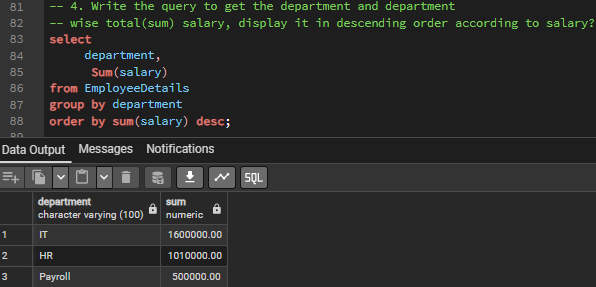 81 -- 4. Write the query to get the department and department
82 -- wise total(sum) salary, display it in descending order according to salary?
83 select
84 department,
85 Sum(salary)
86 from EmployeeDetails
87 group by department
88 order by sum(salary) desc;
Data Output Messages Notifications
SQL
department sum
character varying (100) numeric
1 IT 1600000.00
2 HR 1010000.00
3 Payroll 500000.00